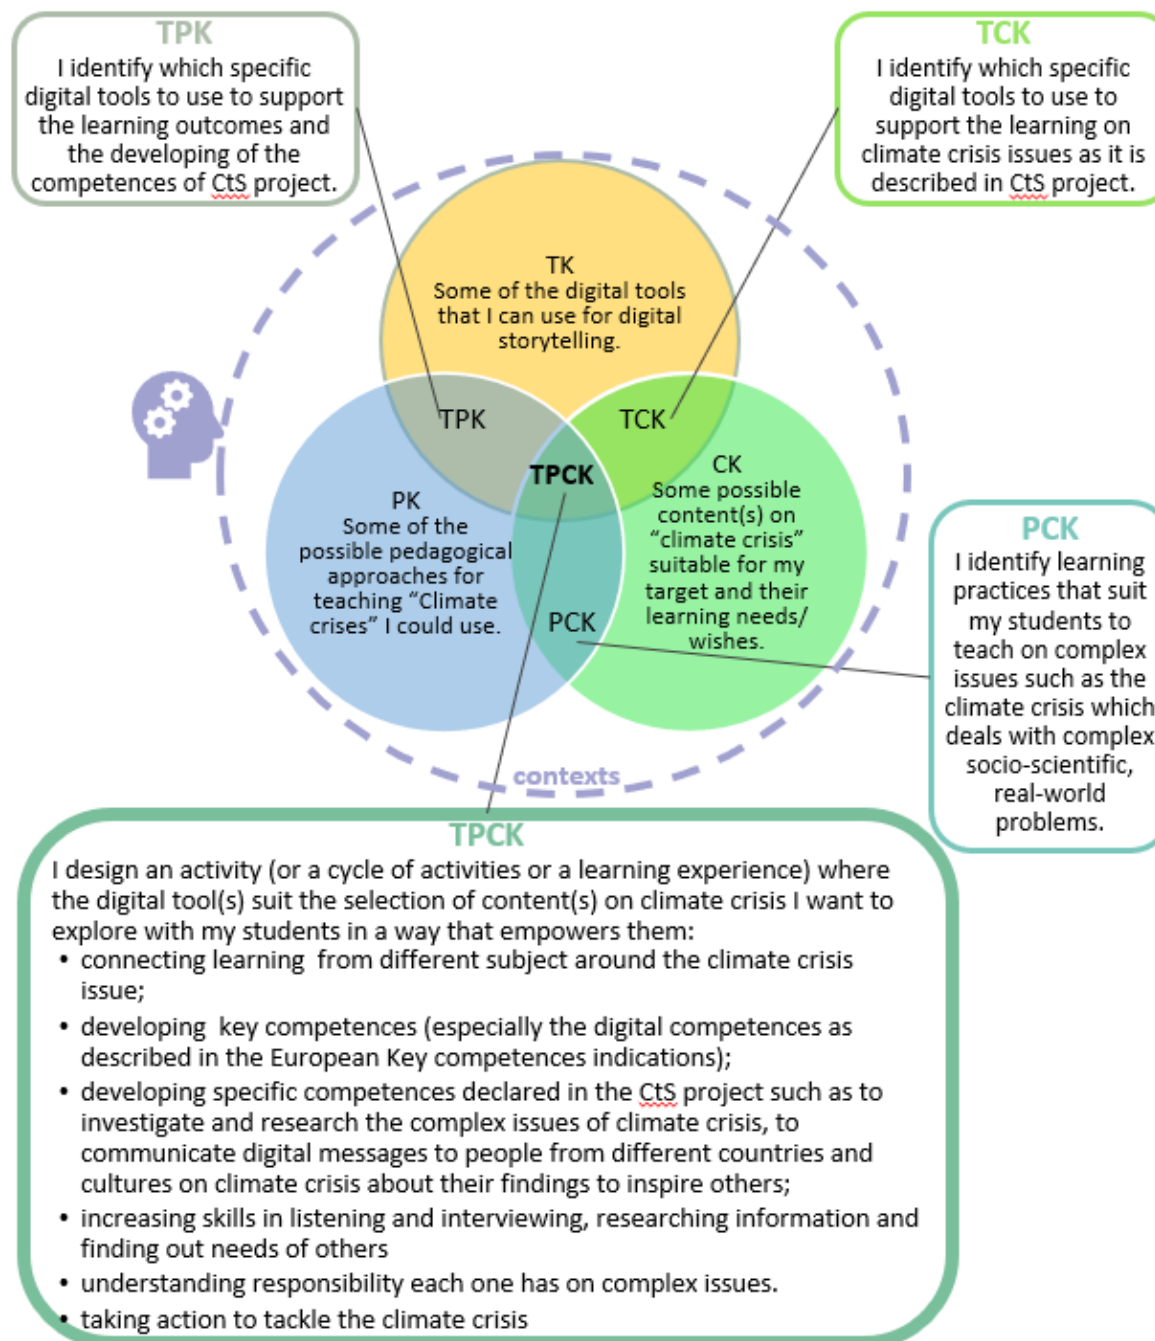 TPK
I identify which specific
digital tools to use to support
the learning outcomes and
the developing of the
competences of CtS project.
TCK
I identify which specific
digital tools to use to
support the learning on
climate crisis issues as it is
described in CtS project.
TK
Some of the digital tools
that I can use for digital
storytelling.
TPK
TCK
TPCK
PK
Some of the
possible pedagogical
approaches for
teaching “Climate
crises” I could use.
CK
Some possible
content(s) on
“climate crisis”
suitable for my
target and their
learning needs/
wishes.
PCK
contexts
PCK
I identify learning
practices that suit
my students to
teach on complex
issues such as the
climate crisis which
deals with complex
socio-scientific,
real-world
problems.
TPCK
I design an activity (or a cycle of activities or a learning experience) where
the digital tool(s) suit the selection of content(s) on climate crisis I want to
explore with my students in a way that empowers them:
• connecting learning from different subject around the climate crisis
issue;
• developing key competences (especially the digital competences as
described in the European Key competences indications);
• developing specific competences declared in the CtS project such as to
investigate and research the complex issues of climate crisis, to
communicate digital messages to people from different countries and
cultures on climate crisis about their findings to inspire others;
• increasing skills in listening and interviewing, researching information and
finding out needs of others
• understanding responsibility each one has on complex issues.
• taking action to tackle the climate crisis